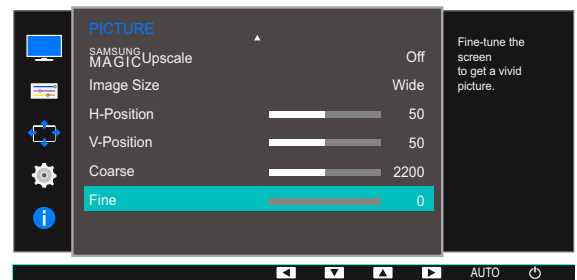 PICTURE
SAMSUNG
MAGICUpscale Off
Image Size Wide
H-Position 50
V-Position 50
Coarse 2200
Fine 0
Fine-tune the
screen
to get a vivid
picture.
AUTO